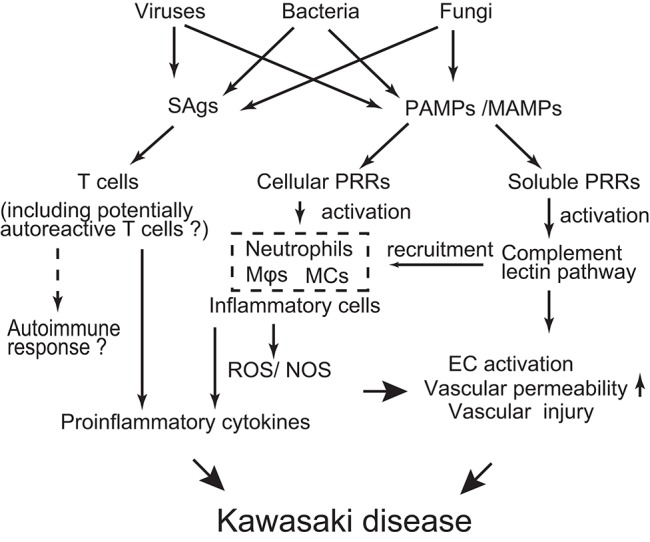 Viruses Bacteria Fungi
SAgs PAMPs /MAMPs
T cells
(including potentially
autoreactive T cells ?)
Cellular PRRs
Soluble PRRs
activation
activation
Neutrophils
Mφs MCs
Inflammatory cells
recruitment
Complement
lectin pathway
Autoimmune
response ?
ROS/ NOS
EC activation
Vascular permeability
Vascular injury
Proinflammatory cytokines
Kawasaki disease